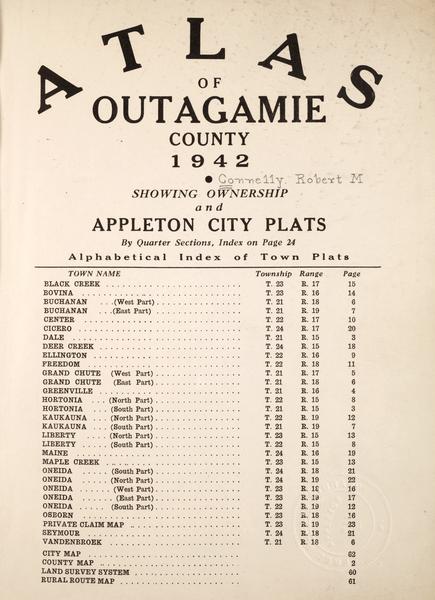 ATLAS
OF
OUTAGAMIE
COUNTY
1942
Connelly. Robert M
SHOWING OWNERSHIP
and
APPLETON CITY PLATS
By Quarter Sections, Index on Page 24
Alphabetical Index of Town Plats
TOWN NAME Township Range Page
BLACK CREEK T. 23 R. 17 15
BOVINA T. 23 R. 16 14
BUCHANAN (West Part) T. 21 R. 18 6
BUCHANAN (East Part) T. 21 R. 19 7
CENTER T. 22 R. 17 10
CICERO T. 24 R. 17 20
DALE T. 21 R. 15 3
DEER CREEK T. 24 R. 15 18
ELLINGTON T. 22 R. 16 9
FREEDOM T. 22 R. 18 11
GRAND CHUTE (West Part) T. 21 R. 17 5
GRAND CHUTE (East Part) T. 21 R. 18 6
GREENVILLE T. 21 R. 16 4
HORTONIA (North Part) T. 22 R. 15 8
HORTONIA (South Part) T. 21 R. 15 3
KAUKAUNA (North Part) T. 22 R. 19 12
KAUKAUNA (South Part) T. 21 R. 19 7
LIBERTY (North Part) T. 23 R. 15 13
LIBERTY (South Part) T. 22 R. 15 8
MAINE T. 24 R. 16 19
MAPLE CREEK T. 23 R. 15 13
ONEIDA (South Part) T. 24 R. 18 21
ONEIDA (North Part) T. 24 R. 19 22
ONEIDA (West Part) T. 23 R. 18 16
ONEIDA (East Part) T. 23 R. 19 17
ONEIDA (South Part) T. 22 R. 19 12
OSBORN T. 23 R. 18 16
PRIVATE CLAIM MAP T. 23 R. 19 23
SEYMOUR T. 24 R. 18 21
VANDENBROEK T. 21 R. 18 6
CITY MAP 62
COUNTY MAP 2
LAND SURVEY SYSTEM 60
RURAL ROUTE MAP 61